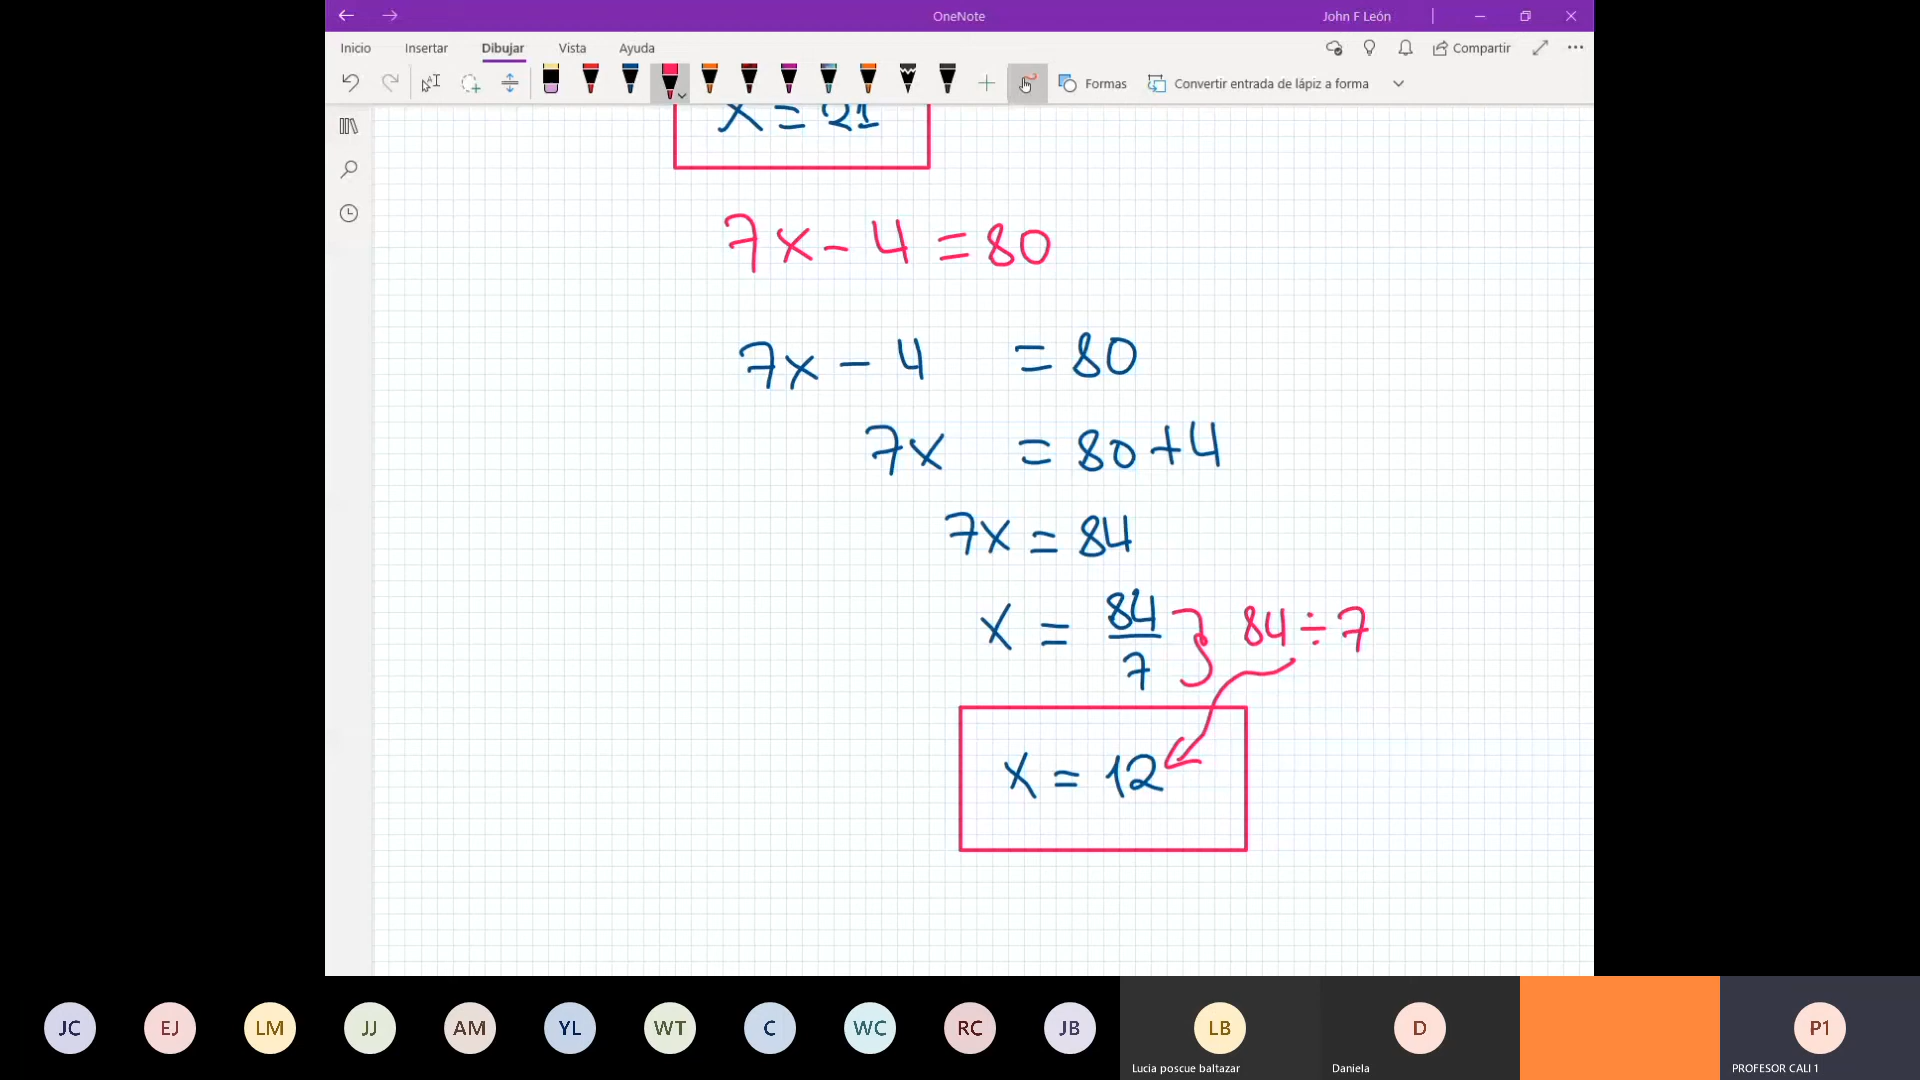 OneNote
John F León
Inicio Insertar Dibujar Vista Ayuda
Compartir
Formas Convertir entrada de lápiz a forma
x = 21
7x - 4 = 80
7x - 4 = 80
7x = 80 + 4
7x = 84
x = 84/7 } 84 ÷ 7
x = 12
JC EJ LM JJ AM YL WT C WC RC JB LB D P1
Lucia poscue baltazar Daniela PROFESOR CALI 1